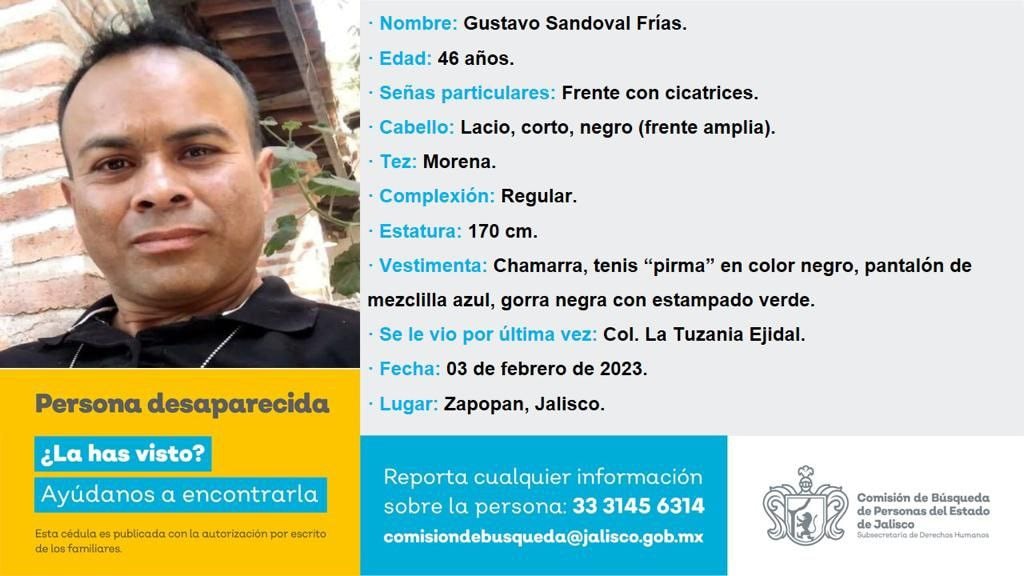 · Nombre: Gustavo Sandoval Frías.
· Edad: 46 años.
· Señas particulares: Frente con cicatrices.
· Cabello: Lacio, corto, negro (frente amplia).
· Tez: Morena.
· Complexión: Regular.
· Estatura: 170 cm.
· Vestimenta: Chamarra, tenis “pirma” en color negro, pantalón de
mezclilla azul, gorra negra con estampado verde.
· Se le vio por última vez: Col. La Tuzania Ejidal.
· Fecha: 03 de febrero de 2023.
· Lugar: Zapopan, Jalisco.
Persona desaparecida
¿La has visto?
Ayúdanos a encontrarla
Esta cédula es publicada con la autorización por escrito
de los familiares.
Reporta cualquier información
sobre la persona: 33 3145 6314
comisiondebusqueda@jalisco.gob.mx
Comisión de Búsqueda
de Personas del Estado
de Jalisco
Subsecretaría de Derechos Humanos